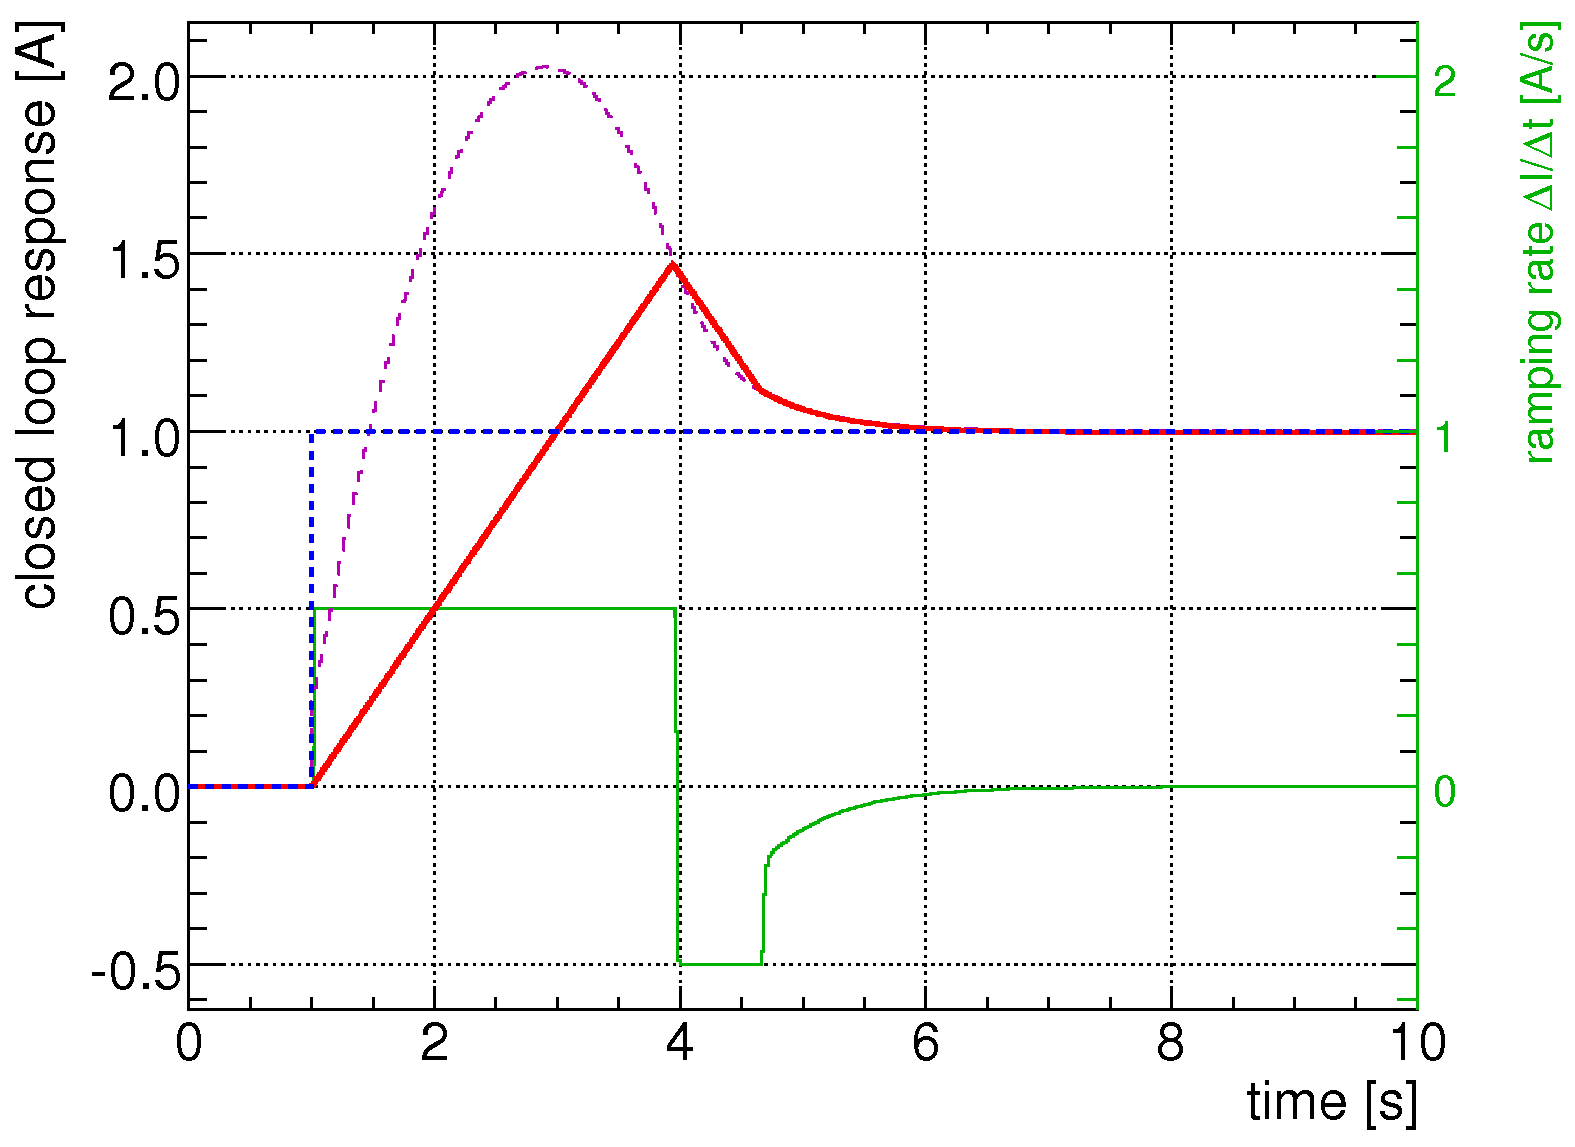 closed loop response [A]
2.0
1.5
1.0
0.5
0.0
-0.5
0 2 4 6 8 10
time [s]
2
1
0
ramping rate ΔI/Δt [A/s]